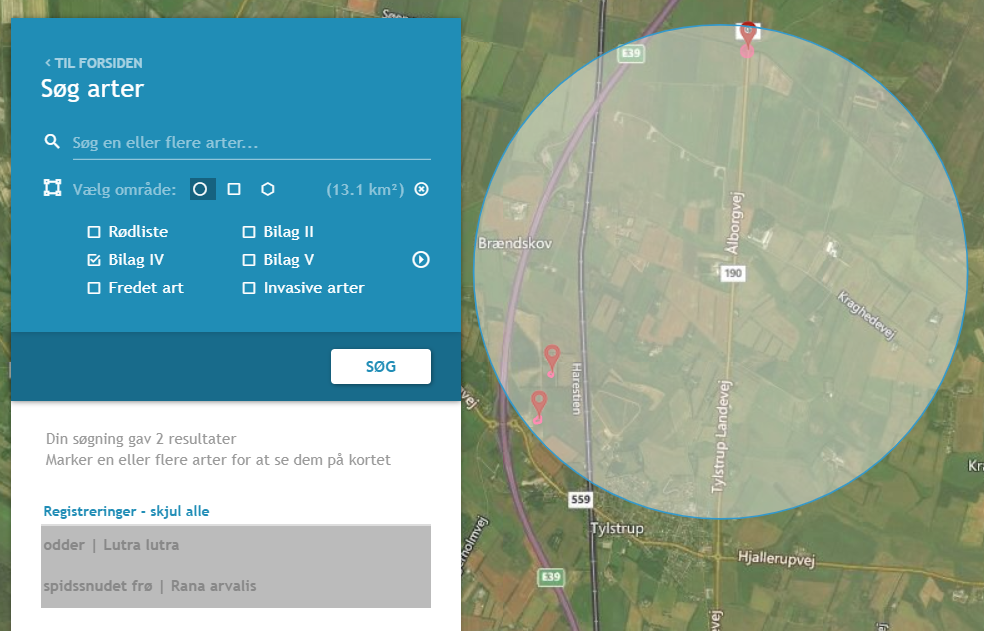 ‹ TIL FORSIDEN
Søg arter
Søg en eller flere arter...
Vælg område: (13.1 km²)
Rødliste Bilag II
Bilag IV Bilag V
Fredet art Invasive arter
SØG
Din søgning gav 2 resultater
Marker en eller flere arter for at se dem på kortet
Registreringer - skjul alle
odder | Lutra lutra
spidssnudet frø | Rana arvalis
E39
Ålborgvej
Brændskov
190
Kraghedevej
Harestien
Tylstrup Landevej
559
Tylstrup
Hjallerupvej
E39